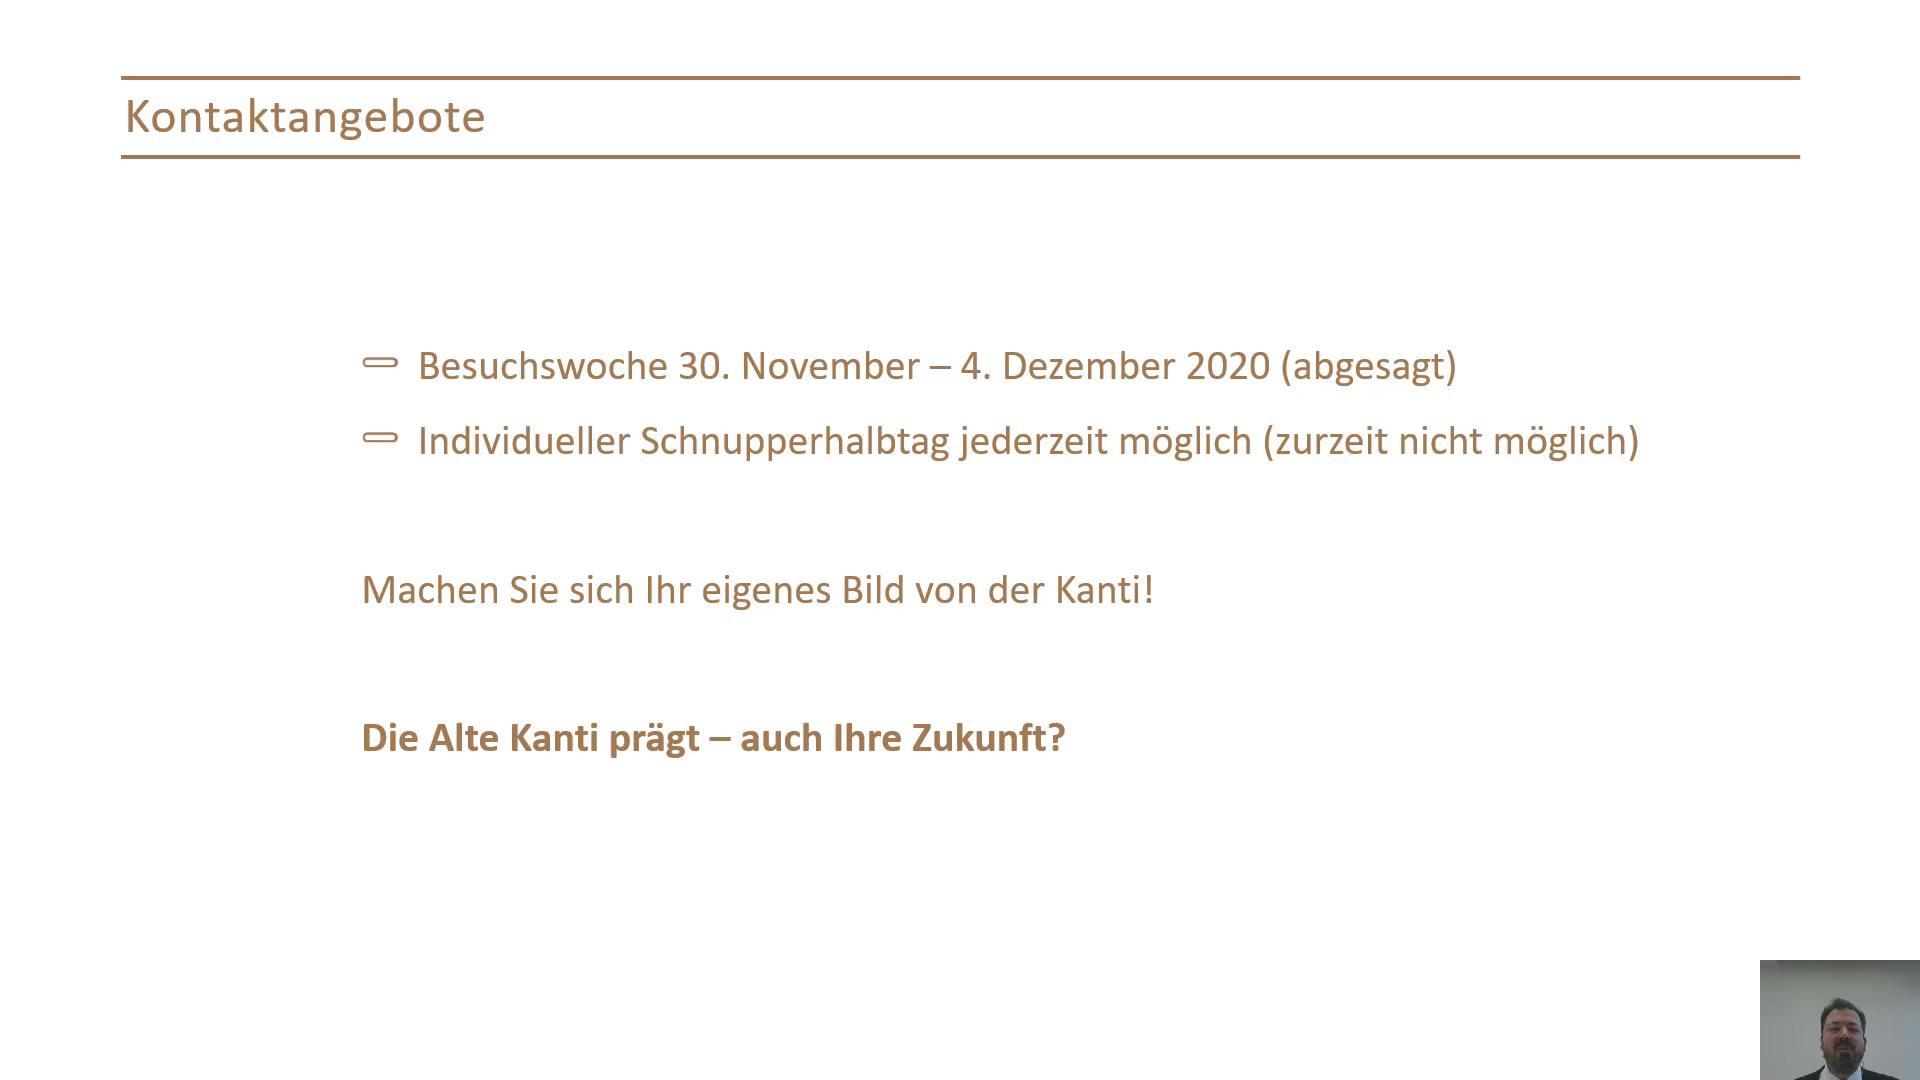 Kontaktangebote
Besuchswoche 30. November – 4. Dezember 2020 (abgesagt)
Individueller Schnupperhalbtag jederzeit möglich (zurzeit nicht möglich)
Machen Sie sich Ihr eigenes Bild von der Kanti!
Die Alte Kanti prägt – auch Ihre Zukunft?